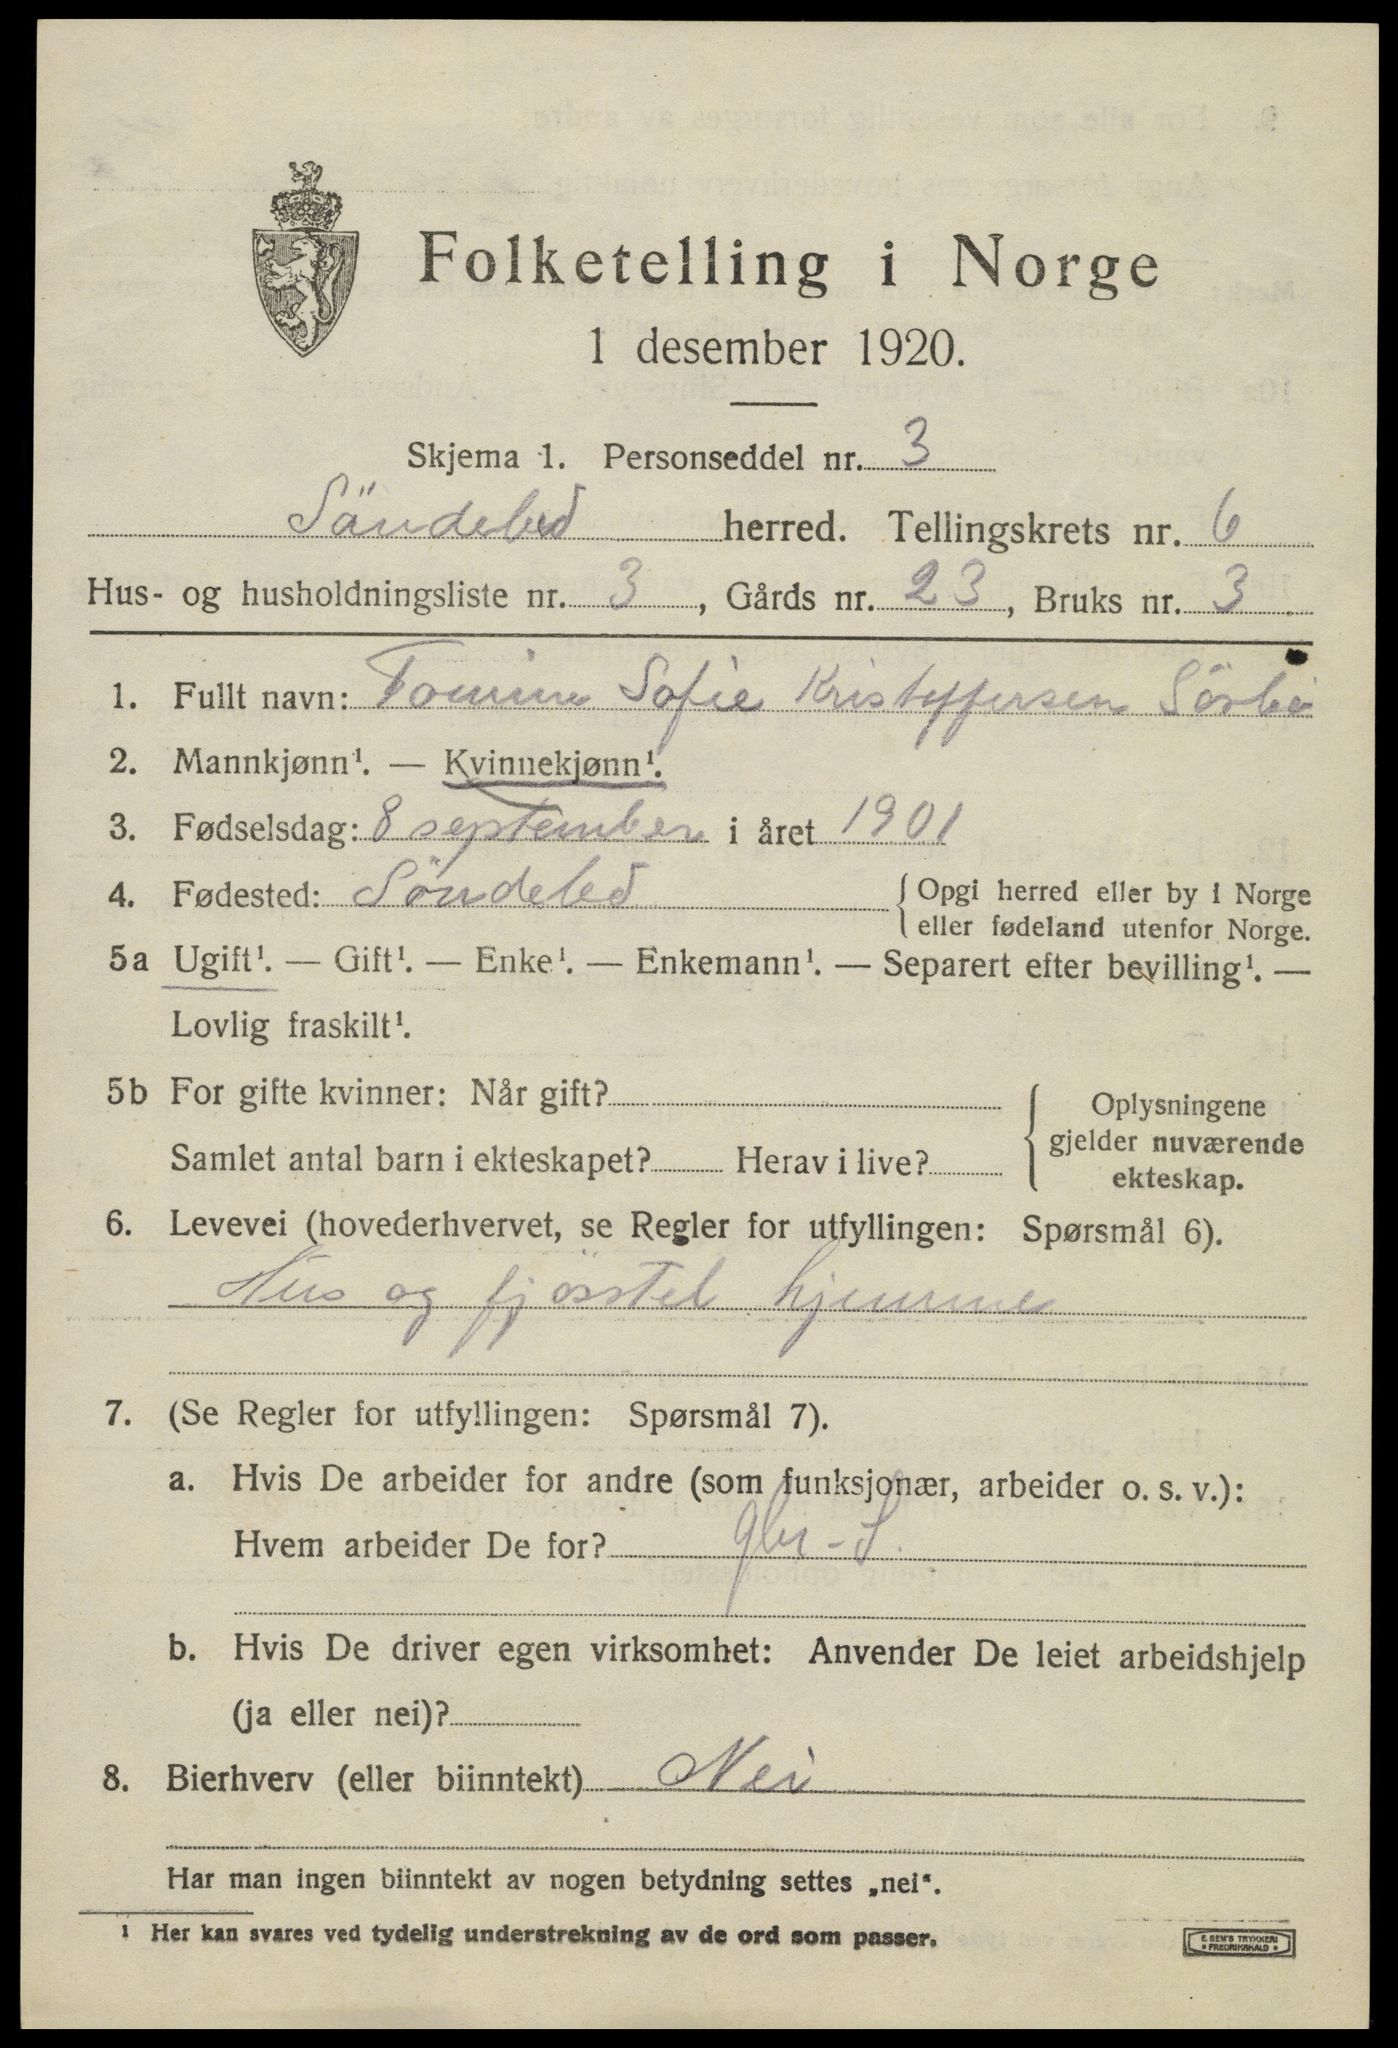 Folketelling i Norge
1 desember 1920.
Skjema 1. Personseddel nr. 3
Söndeled herred. Tellingskrets nr. 6
Hus- og husholdningsliste nr. 3, Gårds nr. 23, Bruks nr. 3.
1. Fullt navn: Tomine Sofie Kristoffersen Sörbö
2. Mannkjønn¹. — Kvinnekjønn¹.
3. Fødselsdag: 8 september i året 1901
4. Fødested: Söndeled { Opgi herred eller by i Norge
eller fødeland utenfor Norge.
5a Ugift¹. — Gift¹. — Enke¹. — Enkemann¹. — Separert efter bevilling¹. —
Lovlig fraskilt¹.
5b For gifte kvinner: Når gift? { Oplysningene
gjelder nuværende
Samlet antal barn i ekteskapet? Herav i live?
ekteskap.
6. Levevei (hovederhvervet, se Regler for utfyllingen: Spørsmål 6).
Hus og fjösstel hjemme
7. (Se Regler for utfyllingen: Spørsmål 7).
a. Hvis De arbeider for andre (som funksjonær, arbeider o. s. v.):
Hvem arbeider De for?
b. Hvis De driver egen virksomhet: Anvender De leiet arbeidshjelp
(ja eller nei)?
8. Bierhverv (eller biinntekt) Nei
Har man ingen biinntekt av nogen betydning settes „nei“.
¹ Her kan svares ved tydelig understrekning av de ord som passer.
E SEM'S TRYKKERI
• FREDRIKSHALD •